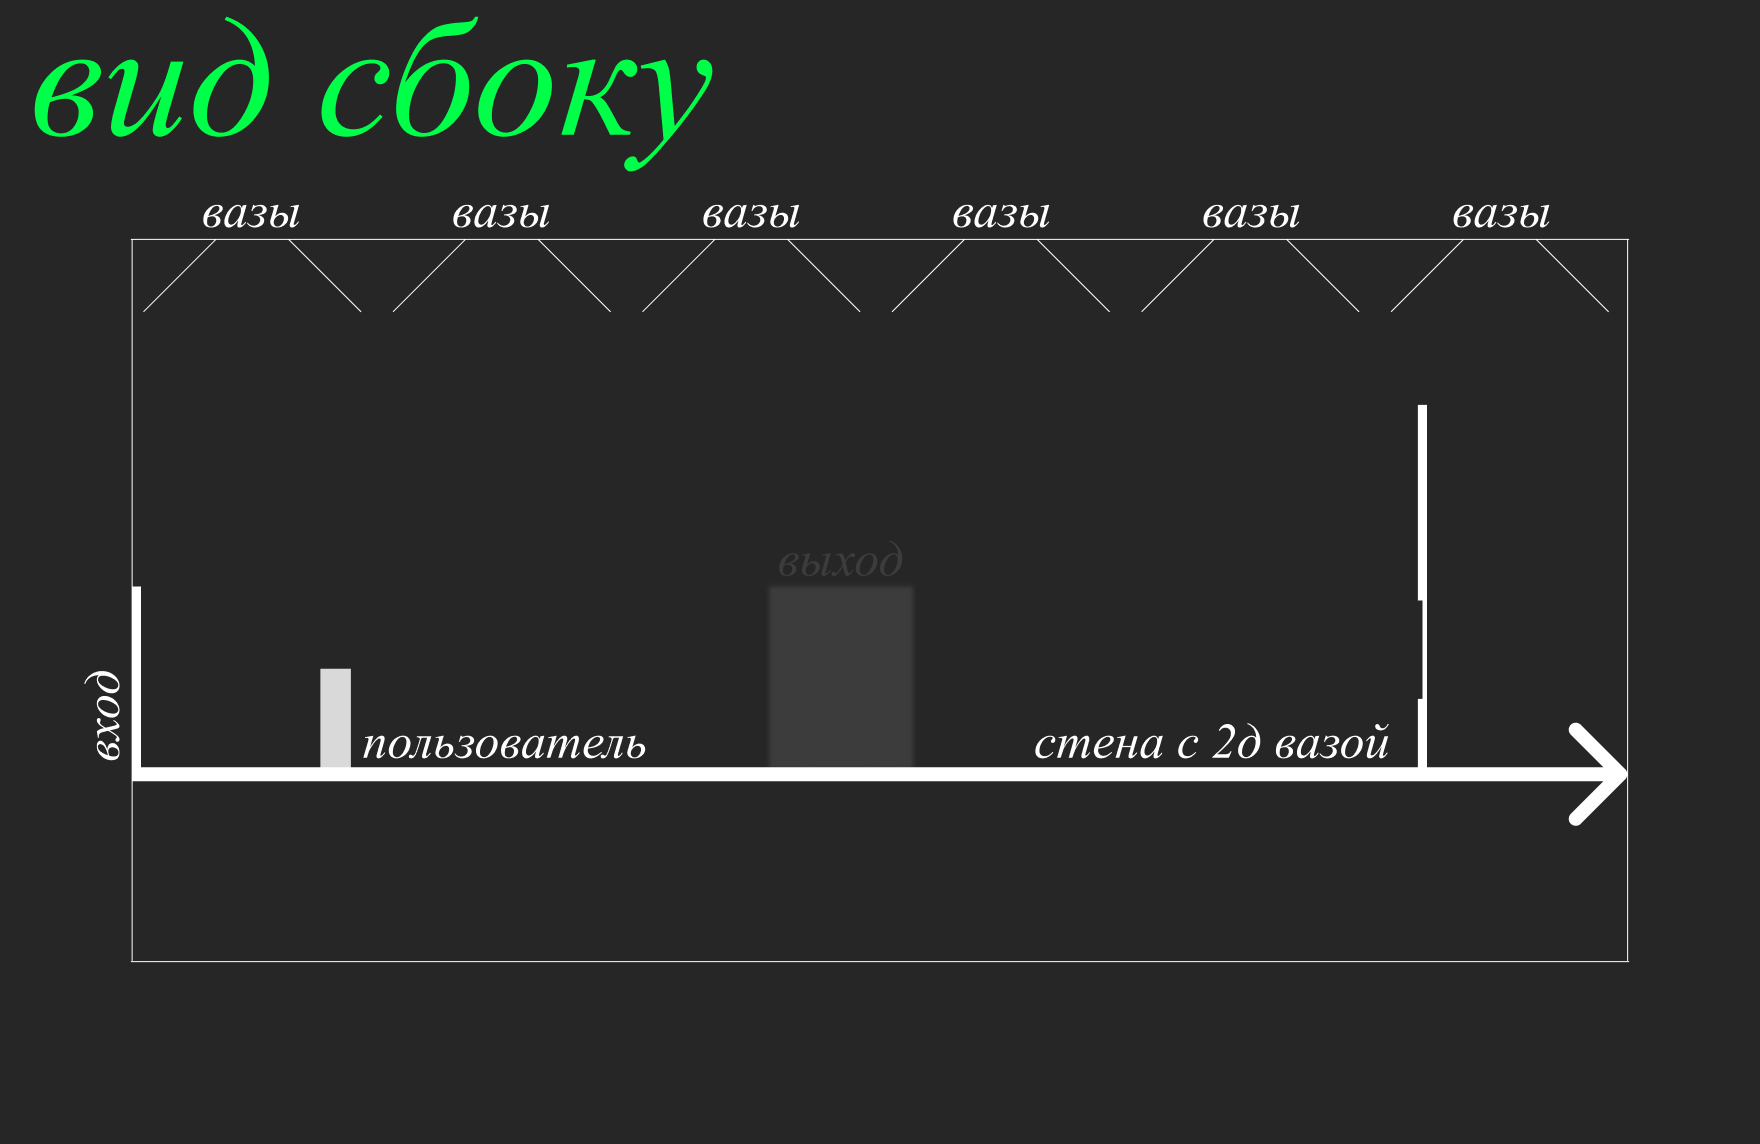 вид сбоку
вазы вазы вазы вазы вазы вазы
выход
вход
пользователь
стена с 2д вазой